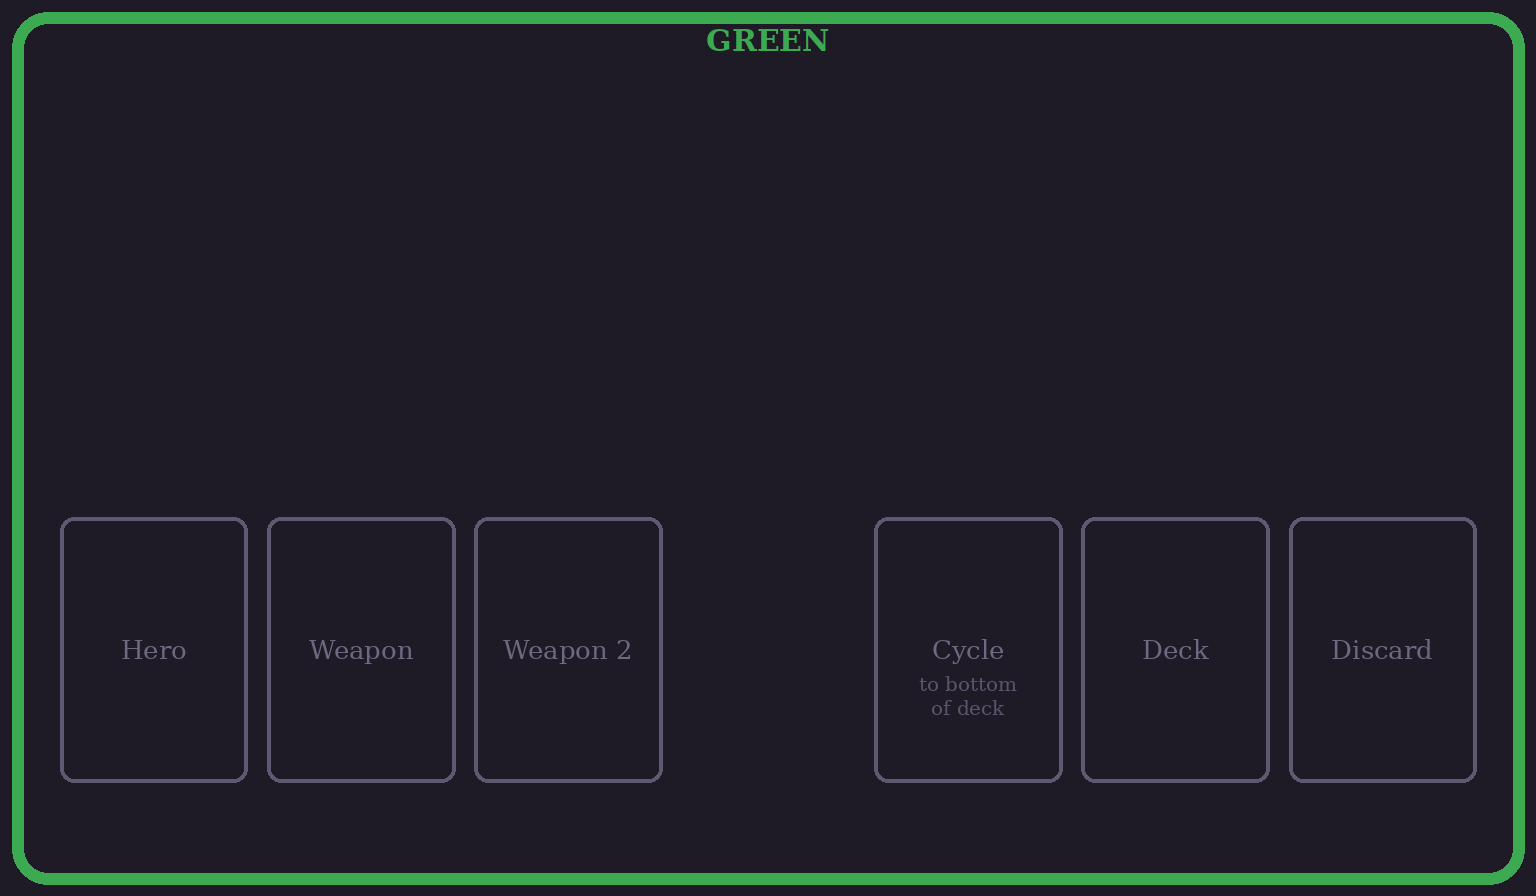 GREEN
Hero
Weapon
Weapon 2
Cycle
to bottom
of deck
Deck
Discard